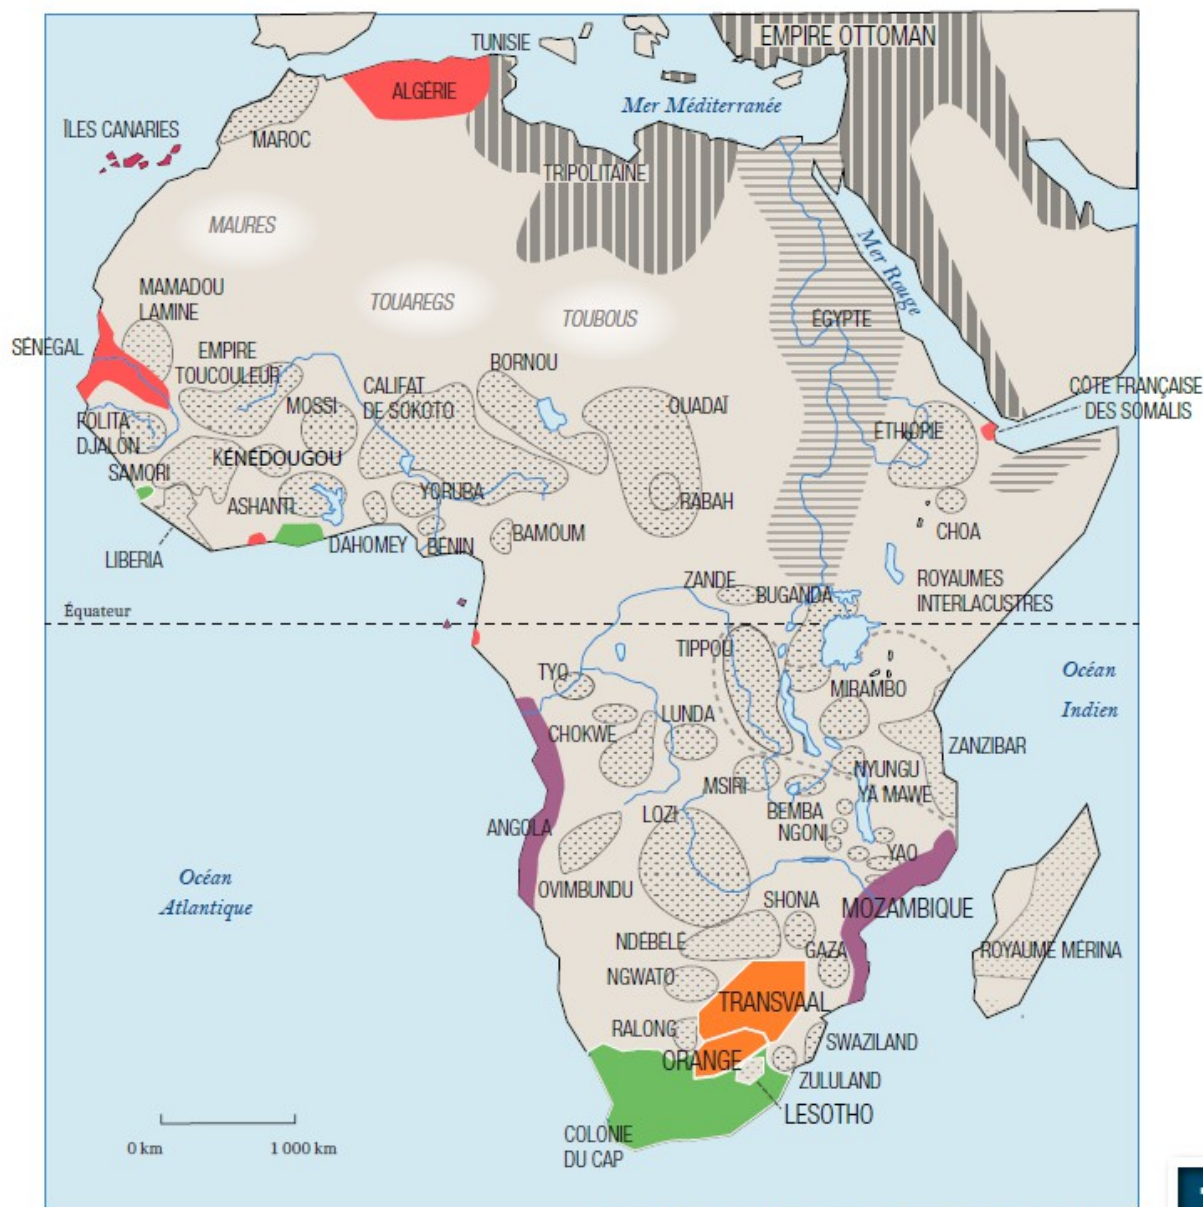 EMPIRE OTTOMAN
TUNISIE
ALGÉRIE
Mer Méditerranée
ÎLES CANARIES
MAROC
TRIPOLITAINE
MAURES
Mer Rouge
MAMADOU
LAMINE
TOUAREGS
TOUBOUS
ÉGYPTE
SÉNÉGAL
EMPIRE
TOUCOULEUR
BORNOU
CALIFAT
DE SOKOTO
MOSSI
OUADAÏ
CÔTE FRANÇAISE
DES SOMALIS
FOLITA
DJALON
ÉTHIOPIE
KÉNÉDOUGOU
SAMORI
ASHANTI
YORUBA
RABAH
CHOA
LIBERIA
DAHOMEY
BÉNIN
BAMOUM
ZANDE
BUGANDA
ROYAUMES
INTERLACUSTRES
Équateur
TIPPOU
TYO
MIRAMBO
Océan
Indien
CHOKWE
LUNDA
ZANZIBAR
MSIRI
NYUNGU
YA MAWE
BEMBA
NGONI
LOZI
ANGOLA
YAO
Océan
Atlantique
OVIMBUNDU
SHONA
MOZAMBIQUE
NDÉBÉLÉ
GAZA
ROYAUME MÉRINA
NGWATO
TRANSVAAL
RALONG
SWAZILAND
ORANGE
ZULULAND
LESOTHO
COLONIE
DU CAP
0 km
1 000 km